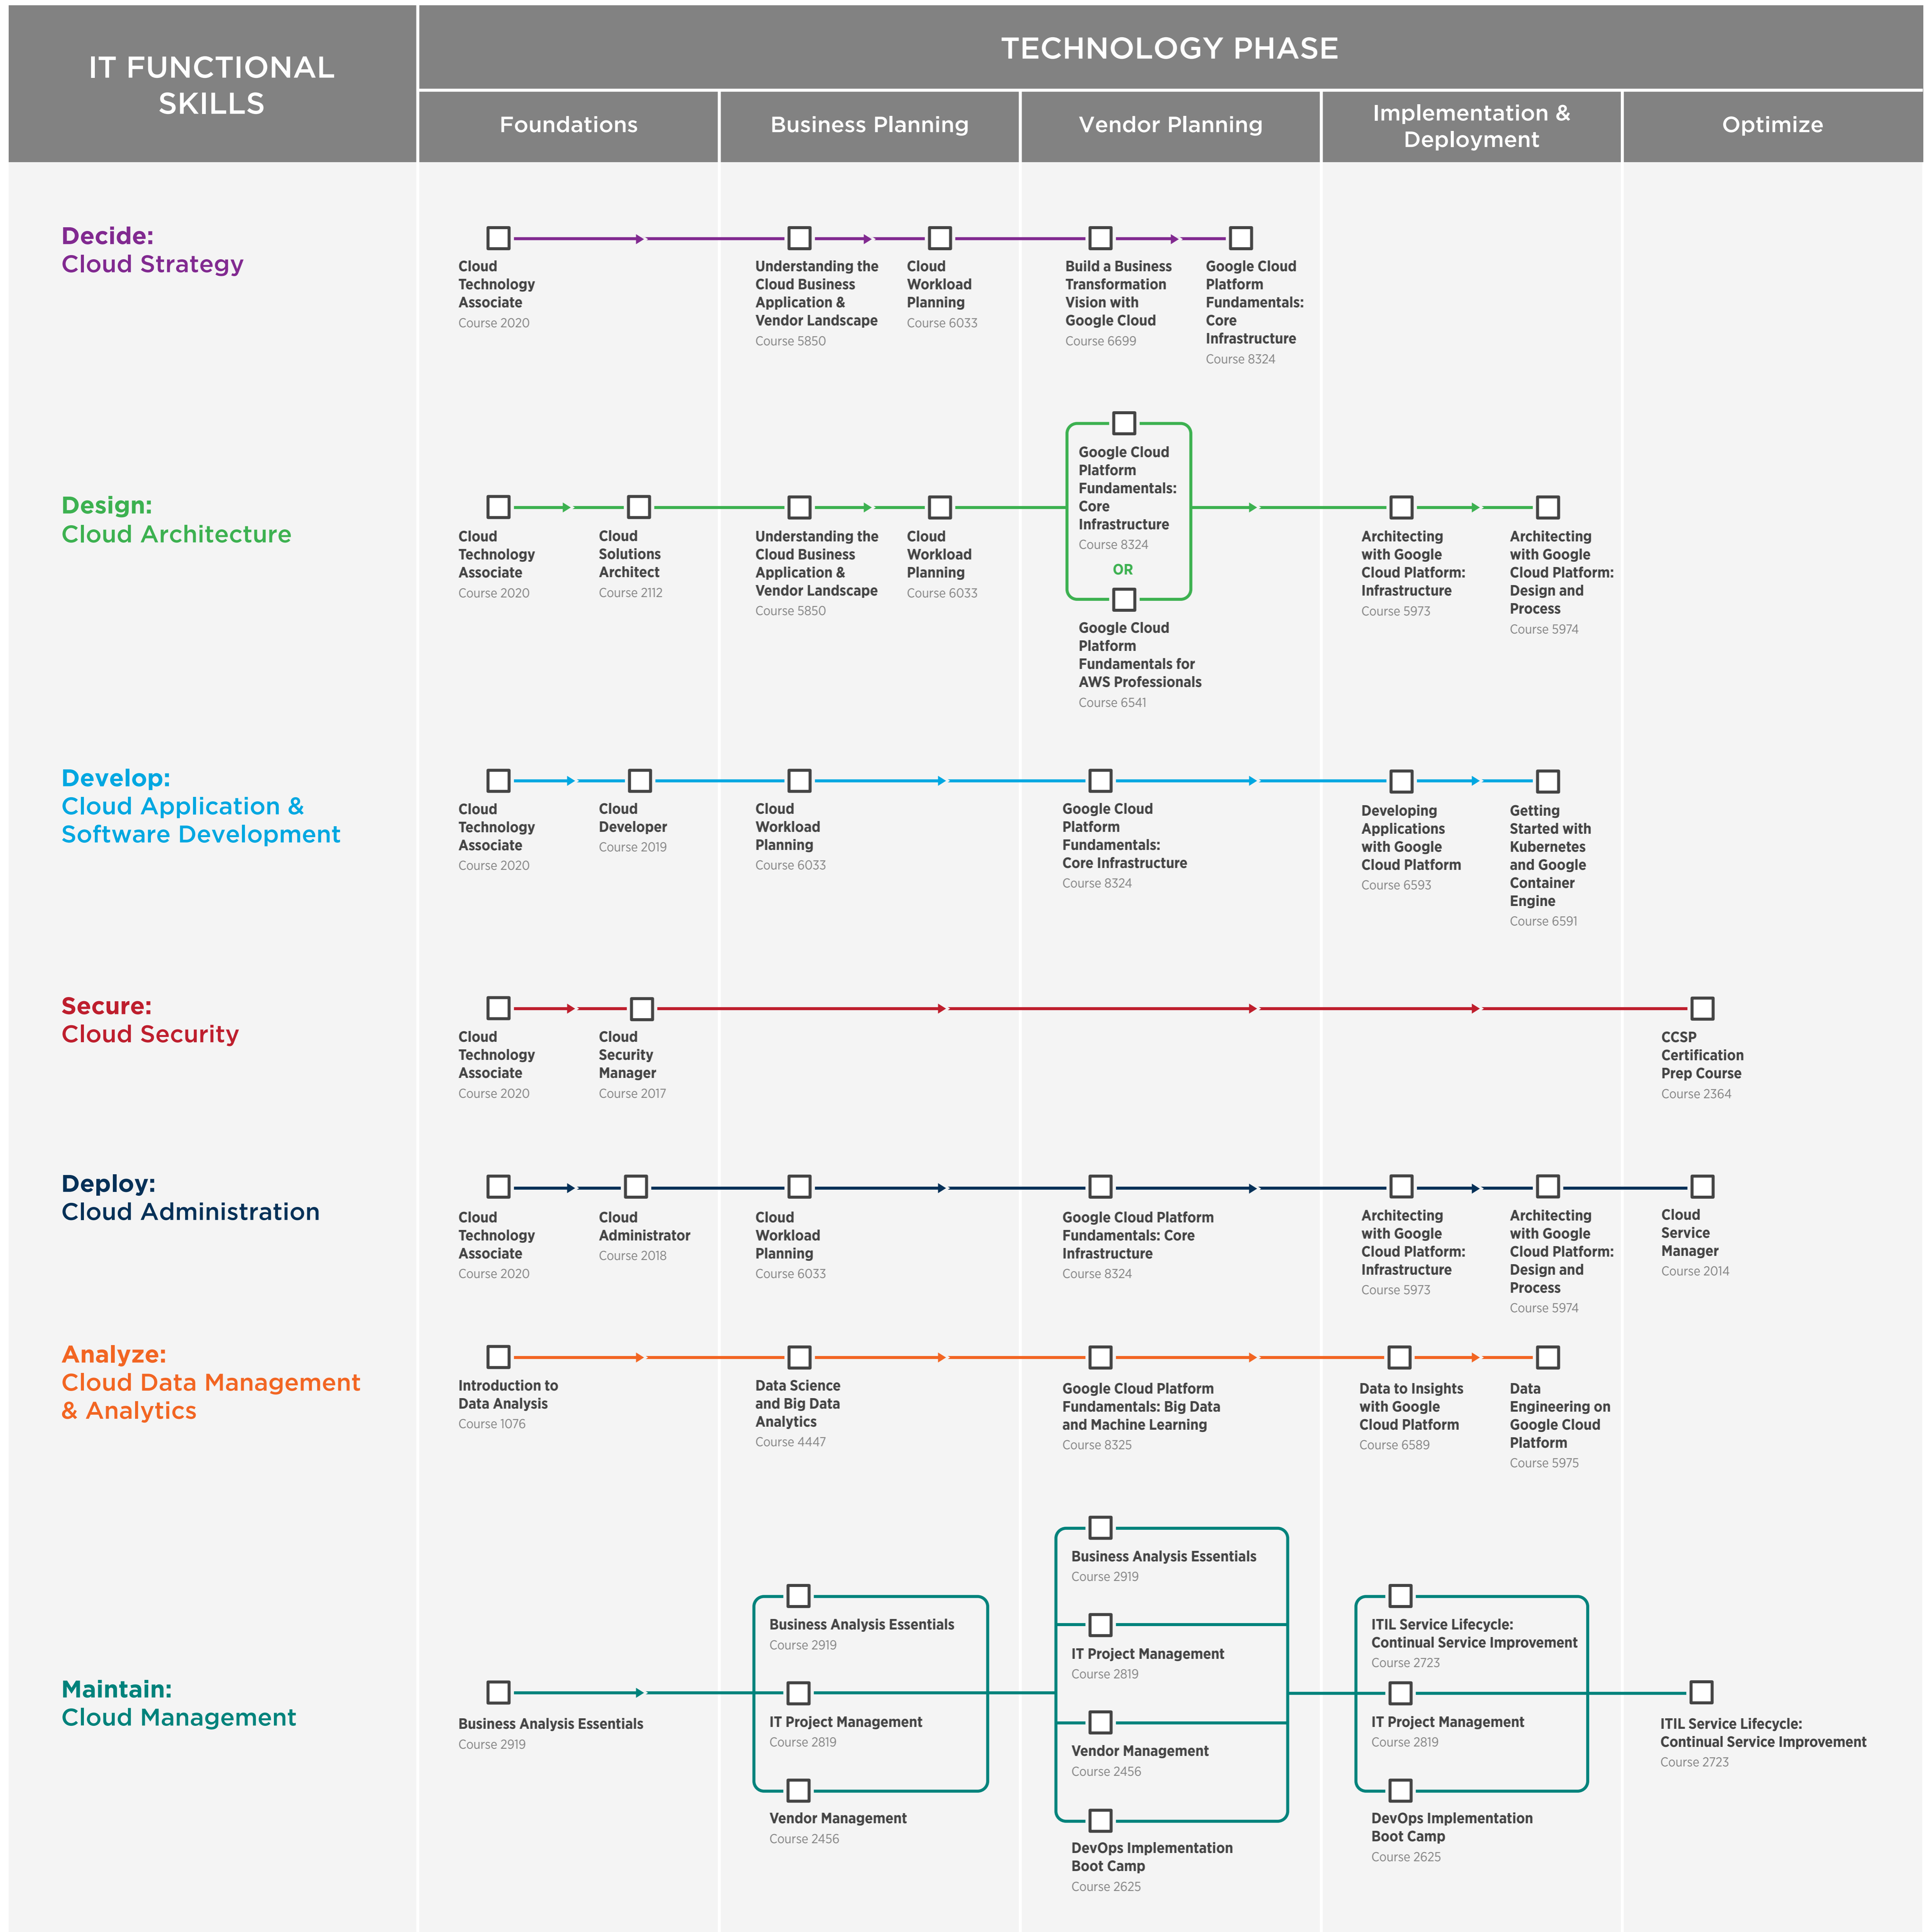 IT FUNCTIONAL
SKILLS
TECHNOLOGY PHASE
Foundations
Business Planning
Vendor Planning
Implementation &
Deployment
Optimize
Decide:
Cloud Strategy
Cloud
Technology
Associate
Course 2020
Understanding the
Cloud Business
Application &
Vendor Landscape
Course 5850
Cloud
Workload
Planning
Course 6033
Build a Business
Transformation
Vision with
Google Cloud
Course 6699
Google Cloud
Platform
Fundamentals:
Core
Infrastructure
Course 8324
Design:
Cloud Architecture
Cloud
Technology
Associate
Course 2020
Cloud
Solutions
Architect
Course 2112
Understanding the
Cloud Business
Application &
Vendor Landscape
Course 5850
Cloud
Workload
Planning
Course 6033
Google Cloud
Platform
Fundamentals:
Core
Infrastructure
Course 8324
OR
Google Cloud
Platform
Fundamentals for
AWS Professionals
Course 6541
Architecting
with Google
Cloud Platform:
Infrastructure
Course 5973
Architecting
with Google
Cloud Platform:
Design and
Process
Course 5974
Develop:
Cloud Application &
Software Development
Cloud
Technology
Associate
Course 2020
Cloud
Developer
Course 2019
Cloud
Workload
Planning
Course 6033
Google Cloud
Platform
Fundamentals:
Core Infrastructure
Course 8324
Developing
Applications
with Google
Cloud Platform
Course 6593
Getting
Started with
Kubernetes
and Google
Container
Engine
Course 6591
Secure:
Cloud Security
Cloud
Technology
Associate
Course 2020
Cloud
Security
Manager
Course 2017
CCSP
Certification
Prep Course
Course 2364
Deploy:
Cloud Administration
Cloud
Technology
Associate
Course 2020
Cloud
Administrator
Course 2018
Cloud
Workload
Planning
Course 6033
Google Cloud Platform
Fundamentals: Core
Infrastructure
Course 8324
Architecting
with Google
Cloud Platform:
Infrastructure
Course 5973
Architecting
with Google
Cloud Platform:
Design and
Process
Course 5974
Cloud
Service
Manager
Course 2014
Analyze:
Cloud Data Management
& Analytics
Introduction to
Data Analysis
Course 1076
Data Science
and Big Data
Analytics
Course 4447
Google Cloud Platform
Fundamentals: Big Data
and Machine Learning
Course 8325
Data to Insights
with Google
Cloud Platform
Course 6589
Data
Engineering on
Google Cloud
Platform
Course 5975
Maintain:
Cloud Management
Business Analysis Essentials
Course 2919
Business Analysis Essentials
Course 2919
IT Project Management
Course 2819
Vendor Management
Course 2456
Business Analysis Essentials
Course 2919
IT Project Management
Course 2819
Vendor Management
Course 2456
DevOps Implementation
Boot Camp
Course 2625
ITIL Service Lifecycle:
Continual Service Improvement
Course 2723
IT Project Management
Course 2819
DevOps Implementation
Boot Camp
Course 2625
ITIL Service Lifecycle:
Continual Service Improvement
Course 2723